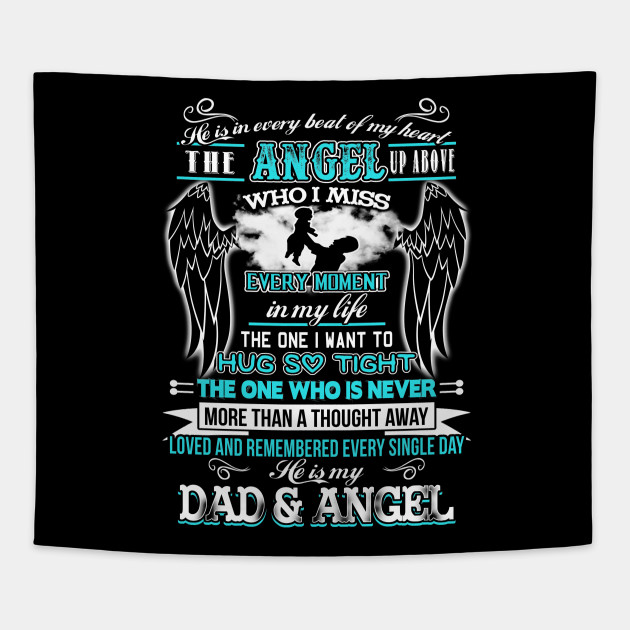 He is in every beat of my heart
THE ANGEL UP ABOVE
WHO I MISS
EVERY MOMENT
in my life
THE ONE I WANT TO
HUG SO TIGHT
THE ONE WHO IS NEVER
MORE THAN A THOUGHT AWAY
LOVED AND REMEMBERED EVERY SINGLE DAY
He is my
DAD & ANGEL